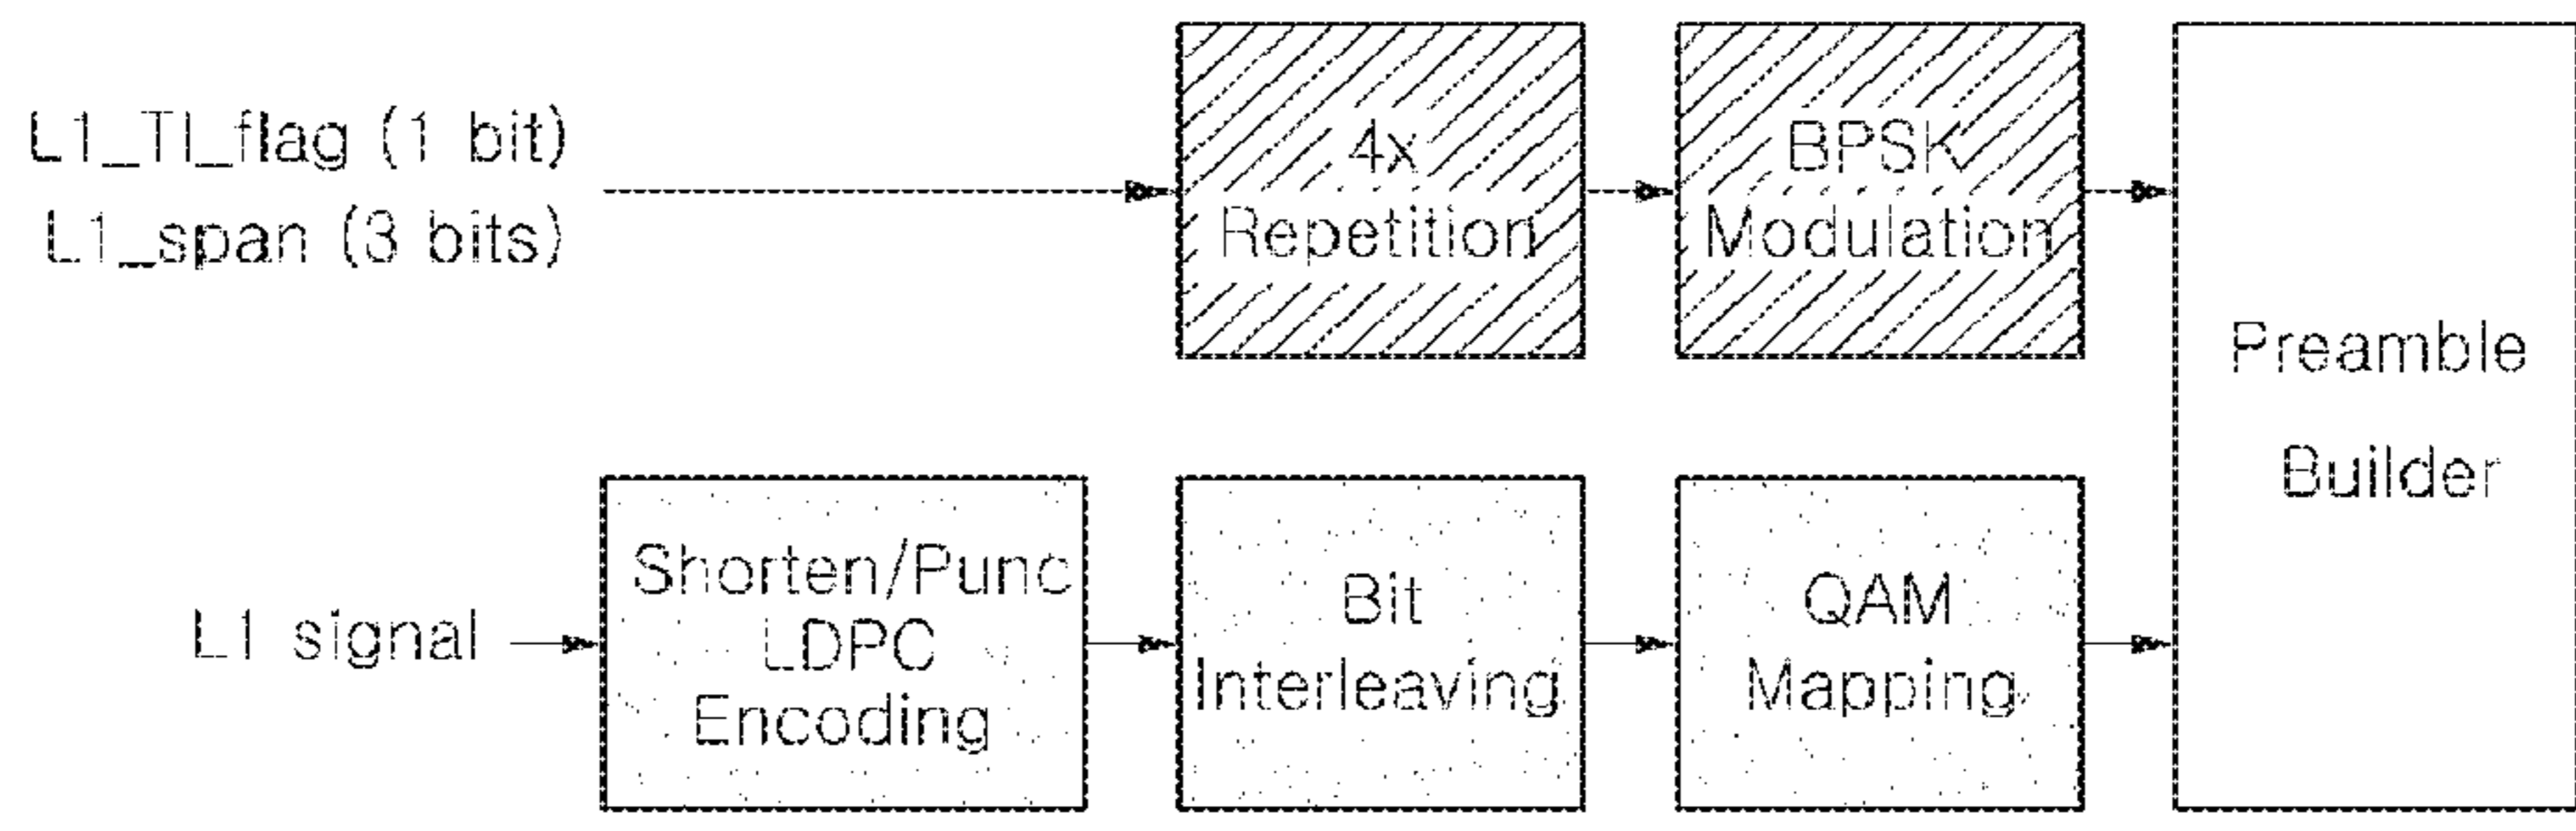 L1_TI_flag (1 bit)
L1_span (3 bits)
4x
Repetition
BPSK
Modulation
Preamble
Builder
L1 signal
Shorten/Punc
LDPC
Encoding
Bit
Interleaving
QAM
Mapping